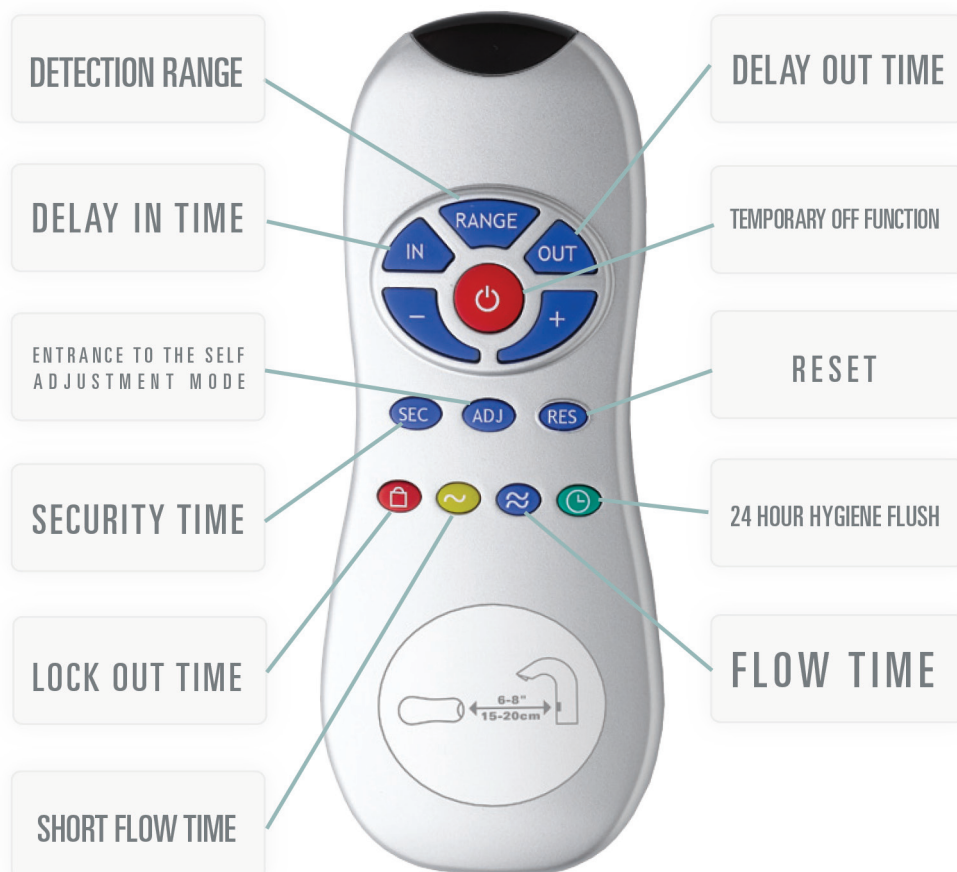 DETECTION RANGE
DELAY OUT TIME
DELAY IN TIME
TEMPORARY OFF FUNCTION
ENTRANCE TO THE SELF
ADJUSTMENT MODE
RESET
SECURITY TIME
24 HOUR HYGIENE FLUSH
LOCK OUT TIME
FLOW TIME
SHORT FLOW TIME
RANGE
IN
OUT
−
+
SEC
ADJ
RES
6-8"
15-20cm